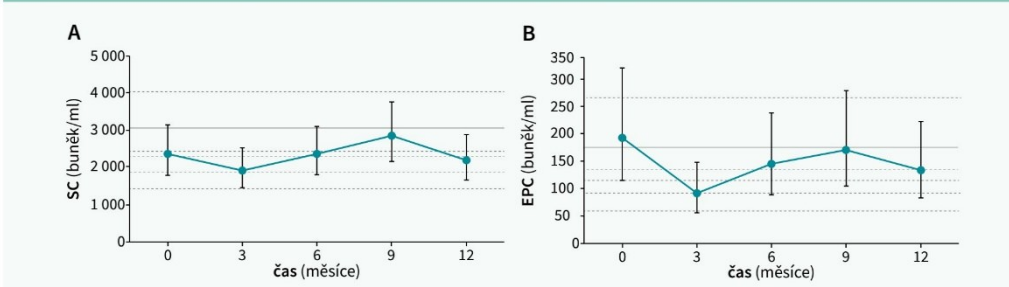 A
SC (buněk/ml)
5 000
4 000
3 000
2 000
1 000
0
0 3 6 9 12
čas (měsíce)
B
EPC (buněk/ml)
350
300
250
200
150
100
50
0
0 3 6 9 12
čas (měsíce)